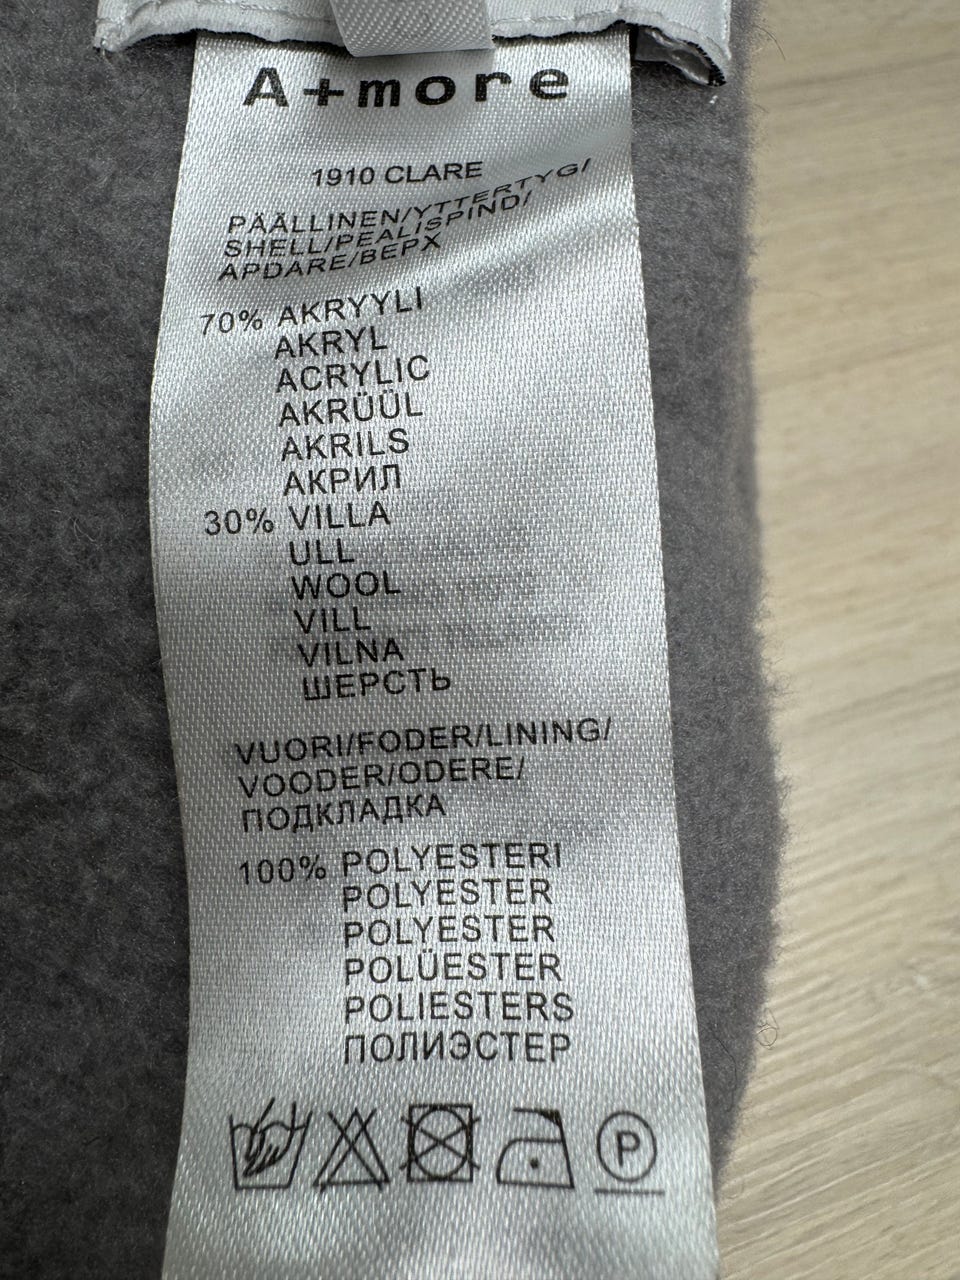 A+more
1910 CLARE
PÄÄLLINEN/YTTERTYG/
SHELL/PEALISPIND/
APDARE/ВЕРХ
70% AKRYYLI
AKRYL
ACRYLIC
AKRÜÜL
AKRILS
АКРИЛ
30% VILLA
ULL
WOOL
VILL
VILNA
ШЕРСТЬ
VUORI/FODER/LINING/
VOODER/ODERE/
ПОДКЛАДКА
100% POLYESTERI
POLYESTER
POLYESTER
POLÜESTER
POLIESTERS
ПОЛИЭСТЕР
P